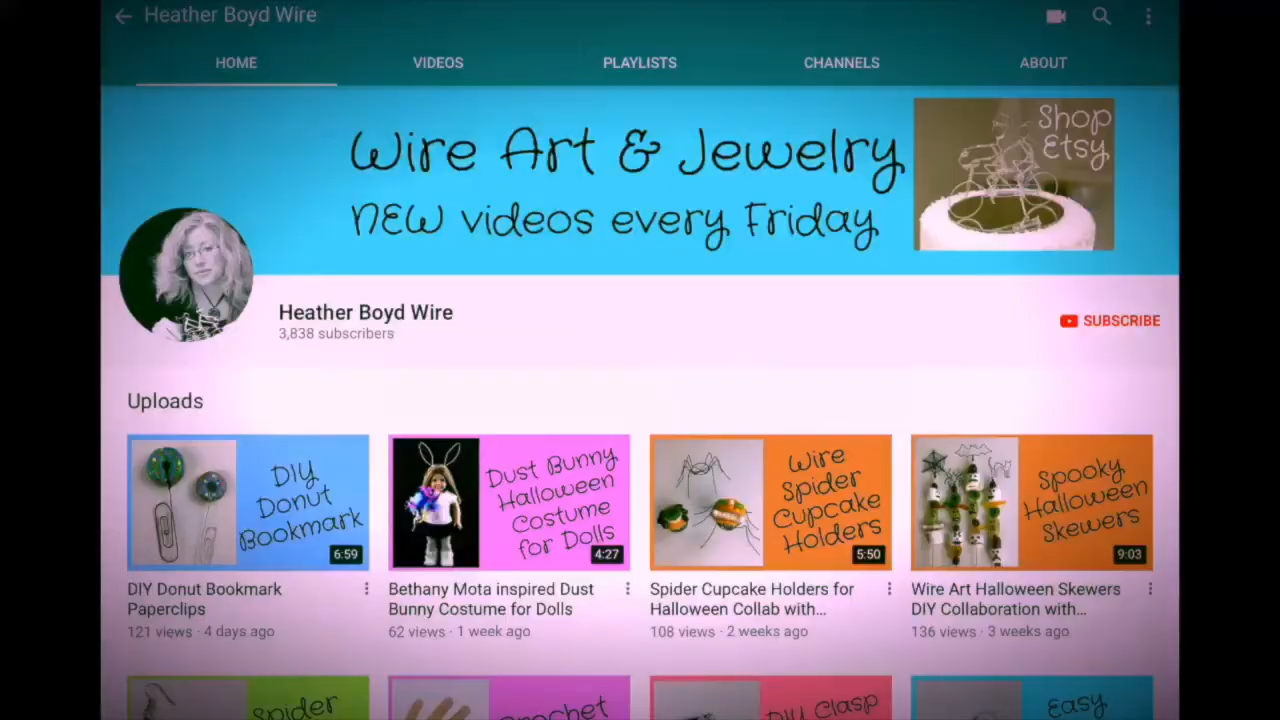 Heather Boyd Wire
HOME
VIDEOS
PLAYLISTS
CHANNELS
ABOUT
Wire Art & Jewelry
NEW videos every Friday
Shop
Etsy
Heather Boyd Wire
3,838 subscribers
SUBSCRIBE
Uploads
DIY
Donut
Bookmark
6:59
Dust Bunny
Halloween
Costume
for Dolls
4:27
Wire
Spider
Cupcake
Holders
5:50
Spooky
Halloween
Skewers
9:03
DIY Donut Bookmark
Paperclips
121 views · 4 days ago
Bethany Mota inspired Dust
Bunny Costume for Dolls
62 views · 1 week ago
Spider Cupcake Holders for
Halloween Collab with...
108 views · 2 weeks ago
Wire Art Halloween Skewers
DIY Collaboration with...
136 views · 3 weeks ago
Spider
Crochet
DIY Clasp
Easy